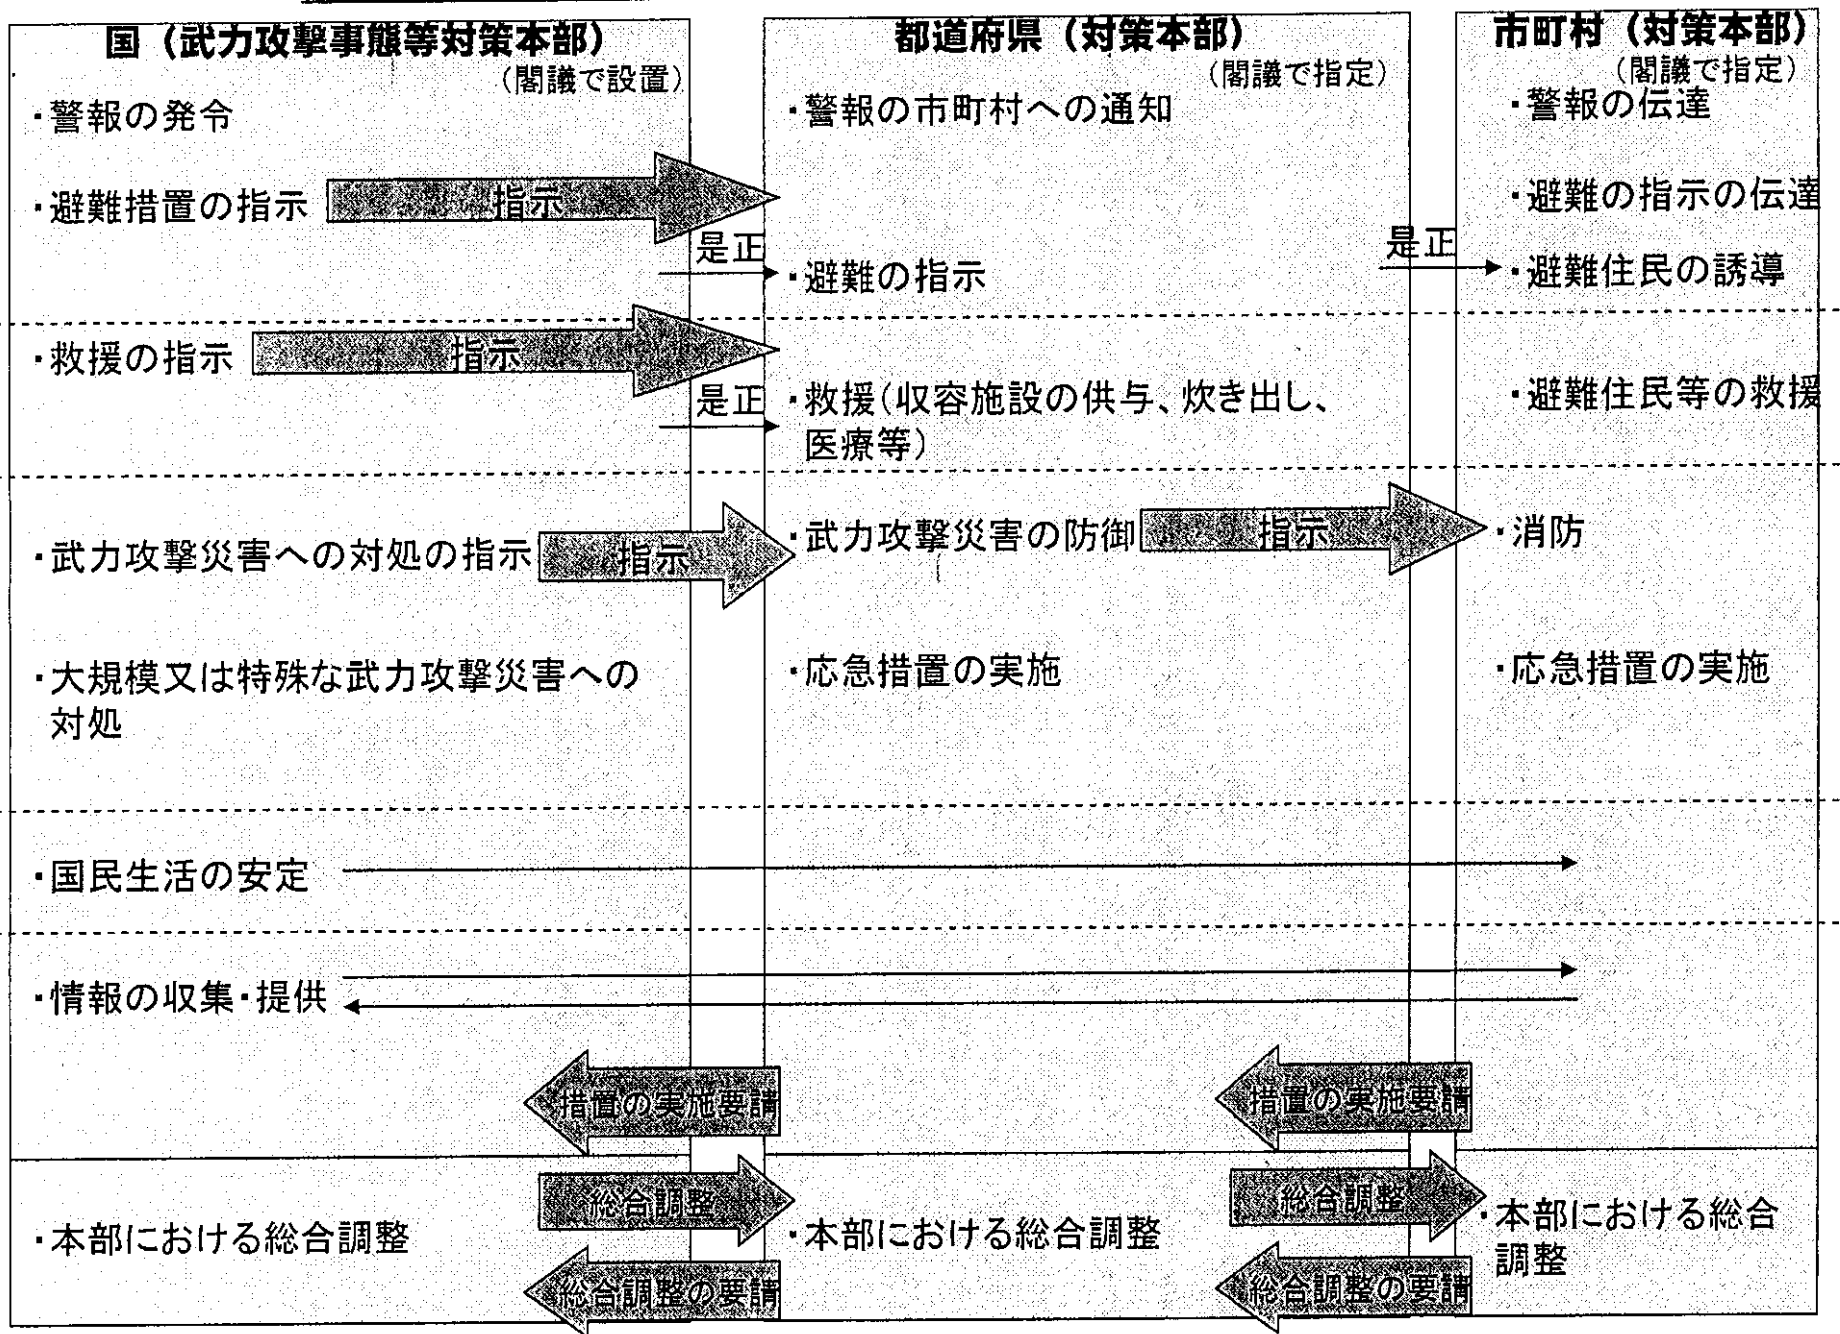 国（武力攻撃事態等対策本部）
（閣議で設置）
・警報の発令
・避難措置の指示
指示
是正
・救援の指示
指示
是正
・武力攻撃災害への対処の指示
指示
・大規模又は特殊な武力攻撃災害への
対処
・国民生活の安定
・情報の収集・提供
措置の実施要請
総合調整
・本部における総合調整
総合調整の要請
都道府県（対策本部）
（閣議で指定）
・警報の市町村への通知
・避難の指示
是正
・救援（収容施設の供与、炊き出し、
医療等）
・武力攻撃災害の防御
指示
・応急措置の実施
措置の実施要請
総合調整
・本部における総合調整
総合調整の要請
市町村（対策本部）
（閣議で指定）
・警報の伝達
・避難の指示の伝達
・避難住民の誘導
・避難住民等の救援
・消防
・応急措置の実施
・本部における総合
調整